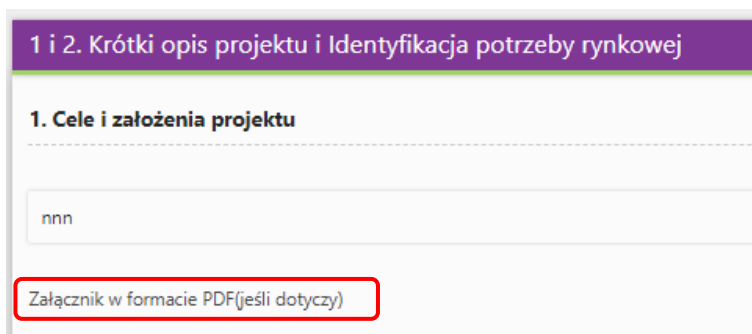 1 i 2. Krótki opis projektu i Identyfikacja potrzeby rynkowej
1. Cele i założenia projektu
nnn
Załącznik w formacie PDF(jeśli dotyczy)